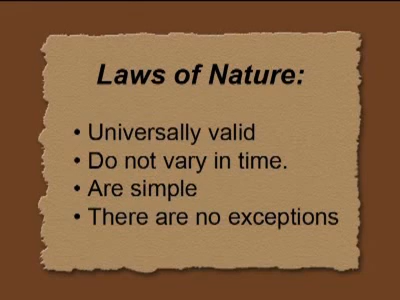 Laws of Nature:
• Universally valid
• Do not vary in time.
• Are simple
• There are no exceptions